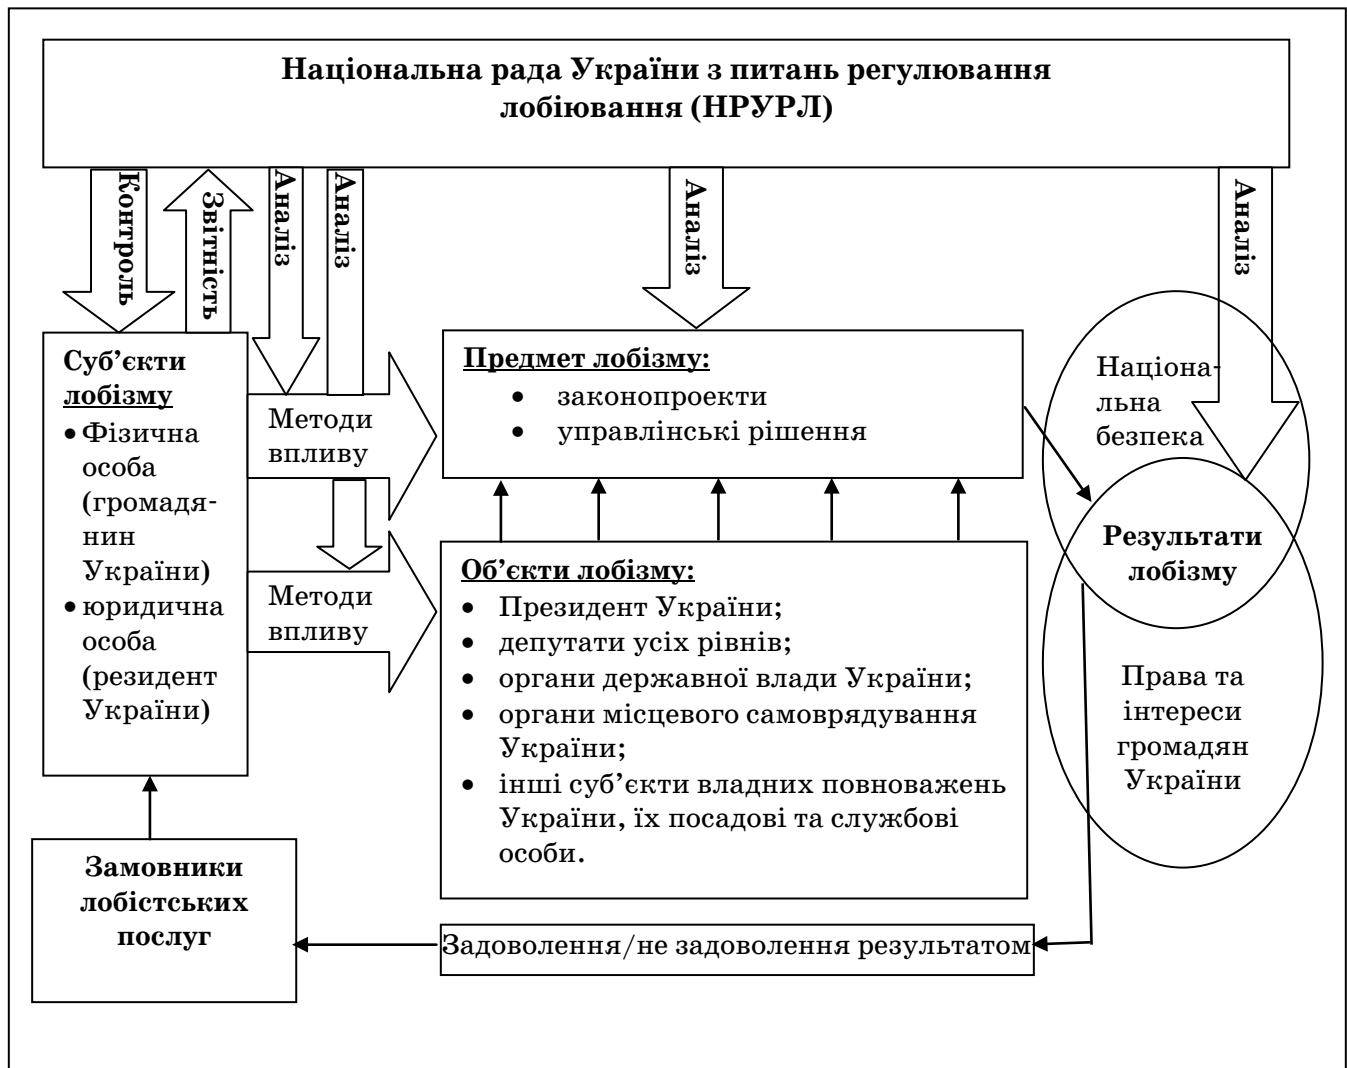 Національна рада України з питань регулювання
лобіювання (НРУРЛ)
Контроль
Звітність
Аналіз
Аналіз
Аналіз
Аналіз
Суб’єкти
лобізму
• Фізична
особа
(громадя-
нин
України)
• юридична
особа
(резидент
України)
Методи
впливу
Методи
впливу
Предмет лобізму:
• законопроекти
• управлінські рішення
Об’єкти лобізму:
• Президент України;
• депутати усіх рівнів;
• органи державної влади України;
• органи місцевого самоврядування
України;
• інші суб’єкти владних повноважень
України, їх посадові та службові
особи.
Націона-
льна
безпека
Результати
лобізму
Права та
інтереси
громадян
України
Замовники
лобістських
послуг
Задоволення/не задоволення результатом